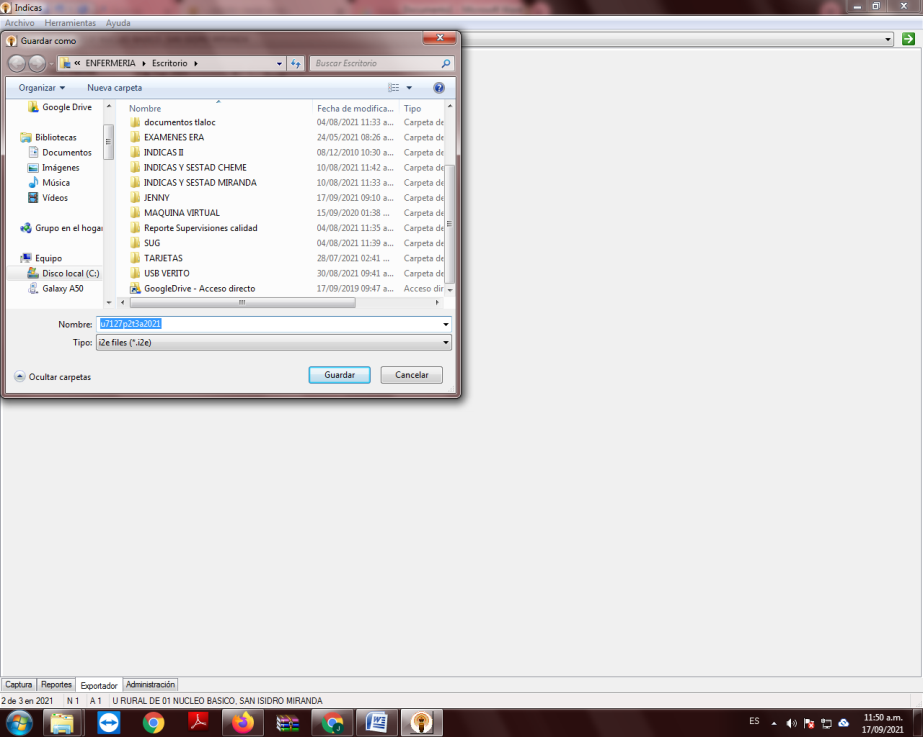 Indicas
Archivo Herramientas Ayuda
Guardar como
« ENFERMERIA Escritorio Buscar Escritorio
Organizar Nueva carpeta
Google Drive
Bibliotecas
Documentos
Imágenes
Música
Vídeos
Grupo en el hogar
Equipo
Disco local (C:)
Galaxy A50
Nombre Fecha de modifica... Tipo
documentos tlaloc 04/08/2021 11:33 a... Carpeta de
EXAMENES ERA 24/05/2021 08:26 a... Carpeta de
INDICAS II 08/12/2010 10:30 a... Carpeta de
INDICAS Y SESTAD CHEME 10/08/2021 11:42 a... Carpeta de
INDICAS Y SESTAD MIRANDA 10/08/2021 11:33 a... Carpeta de
JENNY 17/09/2021 09:10 a... Carpeta de
MAQUINA VIRTUAL 15/09/2020 01:38 ... Carpeta de
Reporte Supervisiones calidad 04/08/2021 11:35 a... Carpeta de
SUG 04/08/2021 11:39 a... Carpeta de
TARJETAS 28/07/2021 02:41 ... Carpeta de
USB VERITO 30/08/2021 09:41 a... Carpeta de
GoogleDrive - Acceso directo 17/09/2019 09:47 a... Acceso dir
Nombre: u7127p2t3a2021
Tipo: i2e files (*.i2e)
Ocultar carpetas Guardar Cancelar
Captura Reportes Exportador Administración
2 de 3 en 2021 N 1 A 1 U RURAL DE 01 NUCLEO BASICO, SAN ISIDRO MIRANDA
ES 11:50 a.m.
17/09/2021